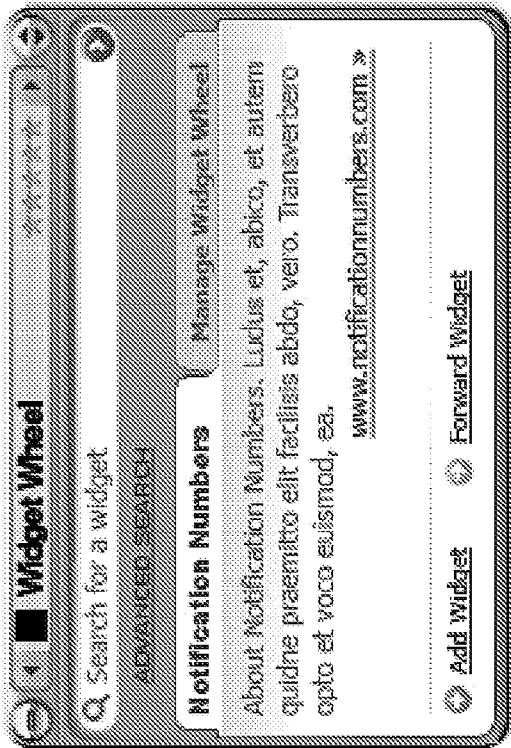 Widget Wheel
Search for a widget
ADVANCED SEARCH
Notification Numbers
Manage Widget Wheel
About Notification Numbers. Ludus et, abico, et autem
quidne praemitto elit facilisis abdo, vero. Transverbero
opto et voco euismod, ea.
www.notificationnumbers.com »
Add Widget
Forward Widget